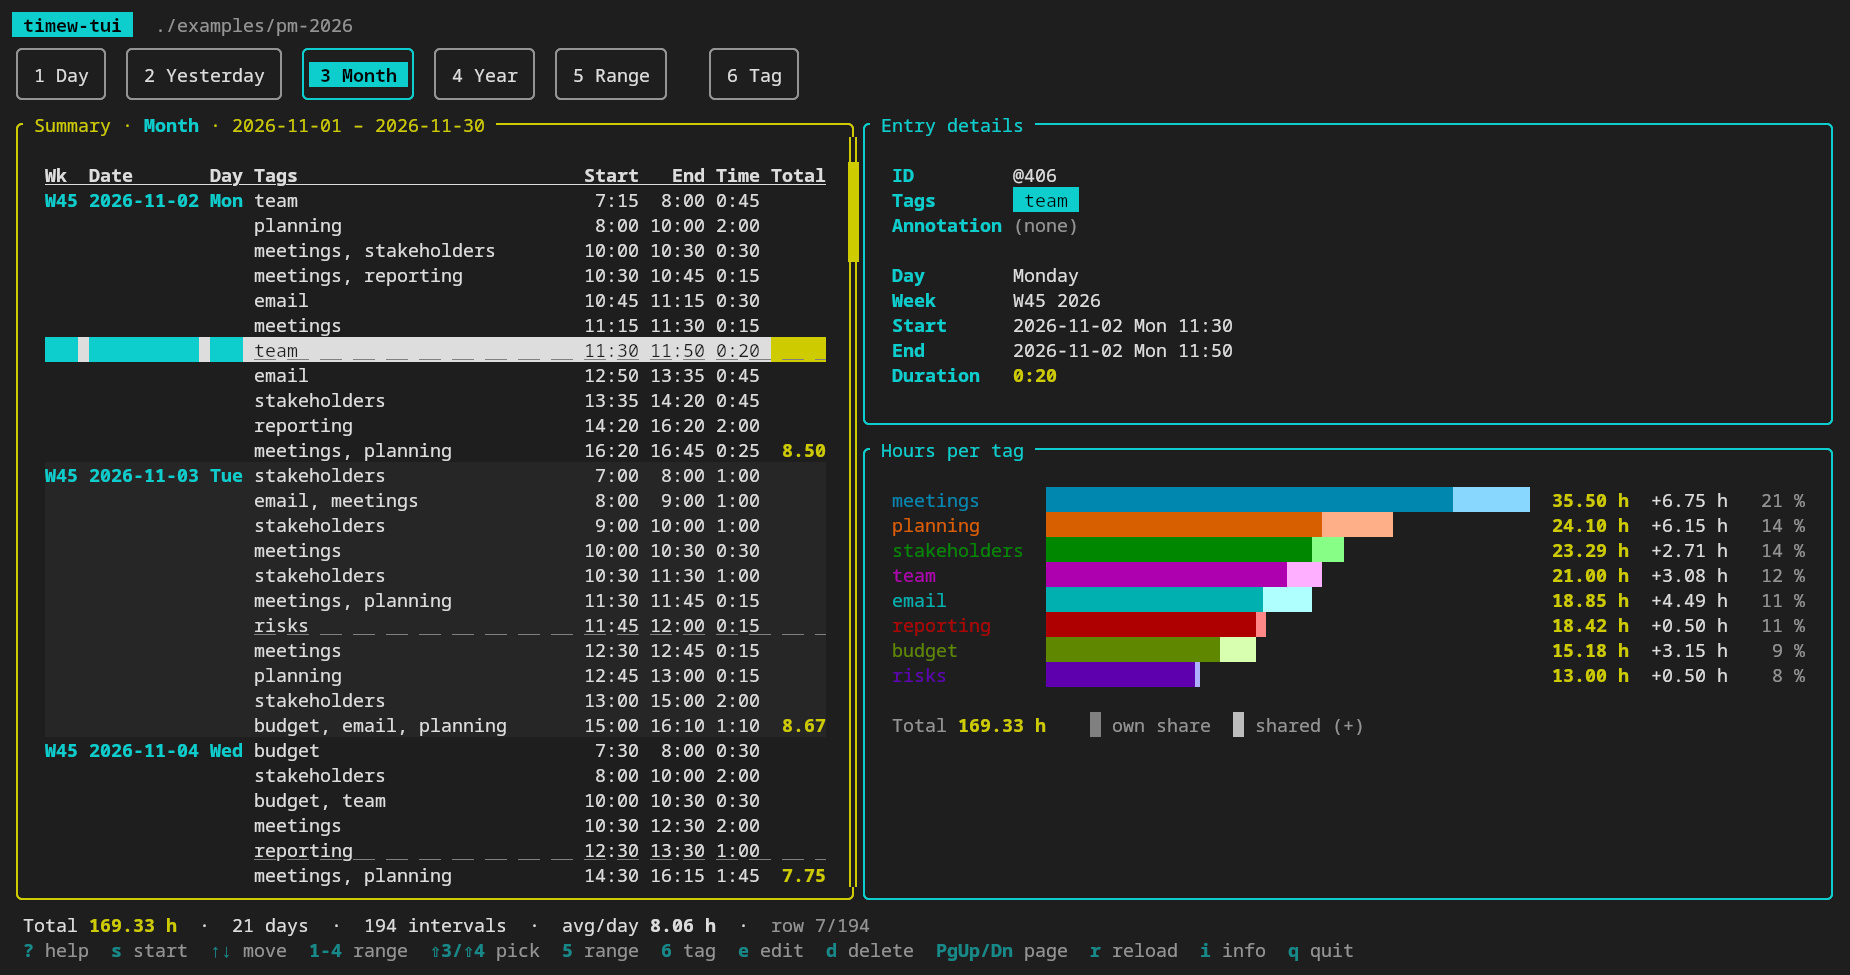 timew-tui ./examples/pm-2026
1 Day 2 Yesterday 3 Month 4 Year 5 Range 6 Tag
Summary · Month · 2026-11-01 – 2026-11-30
Wk Date Day Tags Start End Time Total
W45 2026-11-02 Mon team 7:15 8:00 0:45
planning 8:00 10:00 2:00
meetings, stakeholders 10:00 10:30 0:30
meetings, reporting 10:30 10:45 0:15
email 10:45 11:15 0:30
meetings 11:15 11:30 0:15
team 11:30 11:50 0:20
email 12:50 13:35 0:45
stakeholders 13:35 14:20 0:45
reporting 14:20 16:20 2:00
meetings, planning 16:20 16:45 0:25 8.50
W45 2026-11-03 Tue stakeholders 7:00 8:00 1:00
email, meetings 8:00 9:00 1:00
stakeholders 9:00 10:00 1:00
meetings 10:00 10:30 0:30
stakeholders 10:30 11:30 1:00
meetings, planning 11:30 11:45 0:15
risks 11:45 12:00 0:15
meetings 12:30 12:45 0:15
planning 12:45 13:00 0:15
stakeholders 13:00 15:00 2:00
budget, email, planning 15:00 16:10 1:10 8.67
W45 2026-11-04 Wed budget 7:30 8:00 0:30
stakeholders 8:00 10:00 2:00
budget, team 10:00 10:30 0:30
meetings 10:30 12:30 2:00
reporting 12:30 13:30 1:00
meetings, planning 14:30 16:15 1:45 7.75
Entry details
ID @406
Tags team
Annotation (none)
Day Monday
Week W45 2026
Start 2026-11-02 Mon 11:30
End 2026-11-02 Mon 11:50
Duration 0:20
Hours per tag
meetings 35.50 h +6.75 h 21 %
planning 24.10 h +6.15 h 14 %
stakeholders 23.29 h +2.71 h 14 %
team 21.00 h +3.08 h 12 %
email 18.85 h +4.49 h 11 %
reporting 18.42 h +0.50 h 11 %
budget 15.18 h +3.15 h 9 %
risks 13.00 h +0.50 h 8 %
Total 169.33 h own share shared (+)
Total 169.33 h · 21 days · 194 intervals · avg/day 8.06 h · row 7/194
? help s start ↑↓ move 1-4 range ⇧3/⇧4 pick 5 range 6 tag e edit d delete PgUp/Dn page r reload i info q quit